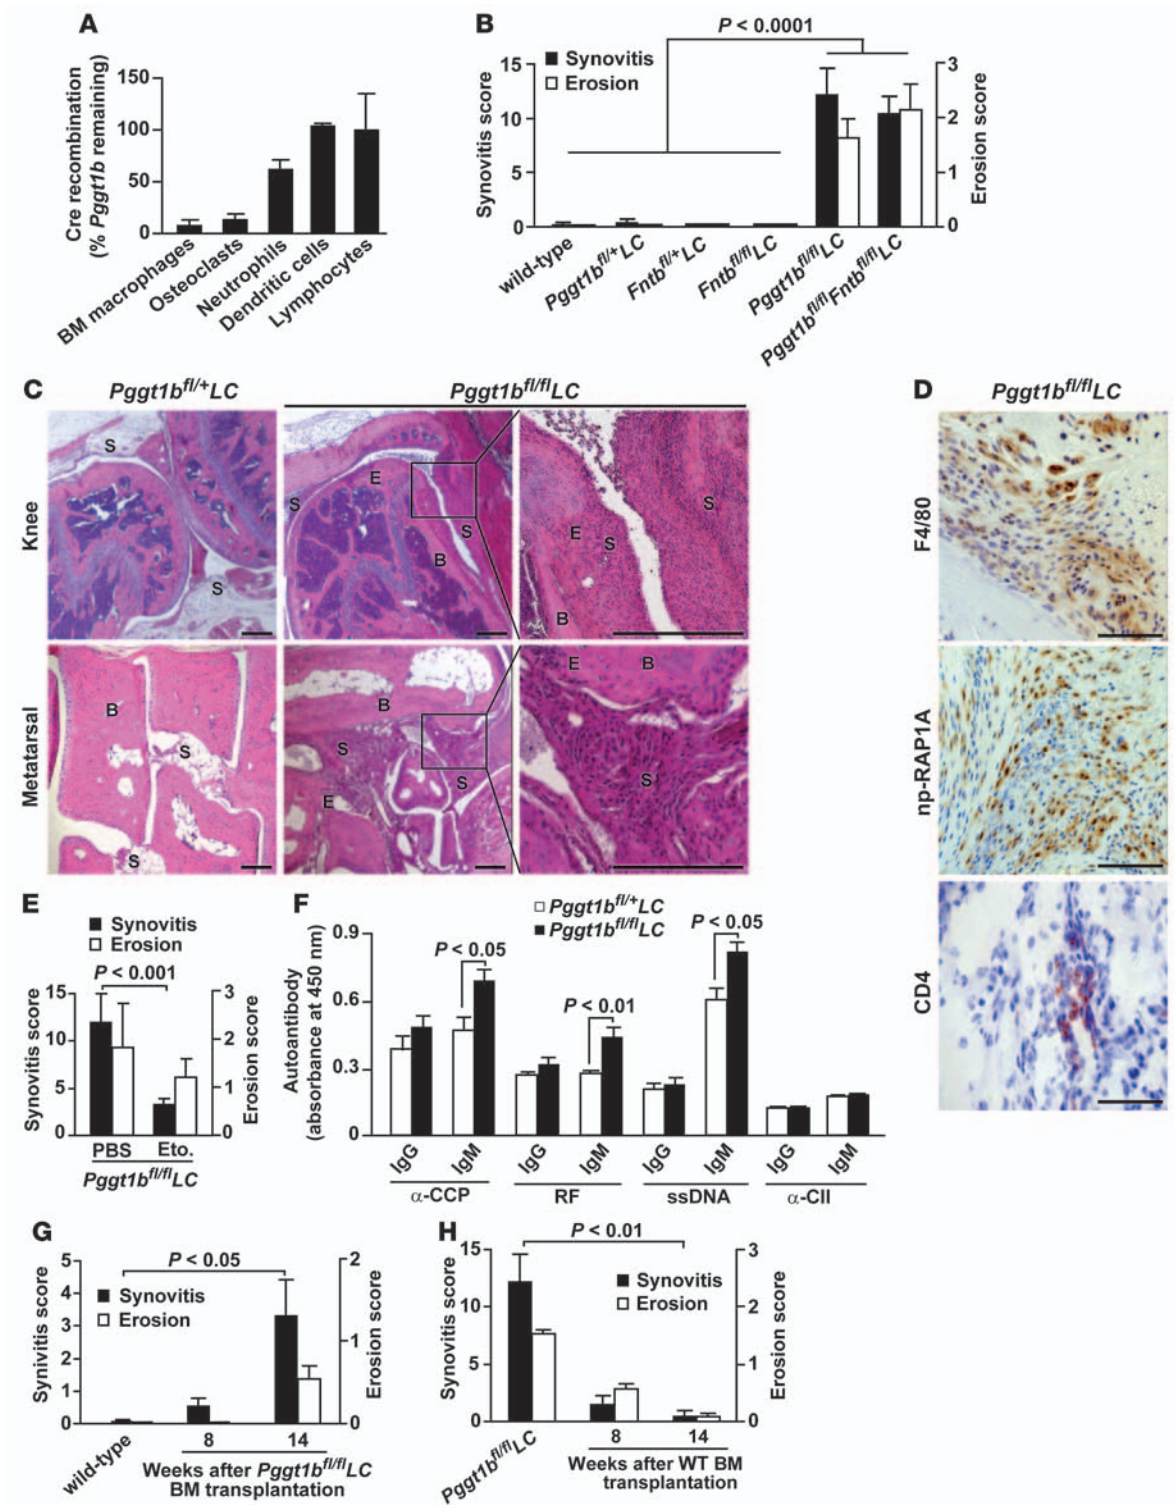 A
Cre recombination
(% Pggt1b remaining)
150
100
50
0
BM macrophages
Osteoclasts
Neutrophils
Dendritic cells
Lymphocytes
B
P < 0.0001
Synovitis
Erosion
Synovitis score
15
10
5
0
3
2
1
0
Erosion score
wild-type
Pggt1bfl/+LC
Fntbfl/+LC
Fntbfl/flLC
Pggt1bfl/flLC
Pggt1bfl/flFntbfl/flLC
C
Pggt1bfl/+LC
Pggt1bfl/flLC
Knee
S
S
S
E
S
B
E
S
S
B
Metatarsal
B
S
S
B
S
S
E
E
B
S
D
Pggt1bfl/flLC
F4/80
np-RAP1A
CD4
E
Synovitis
Erosion
P < 0.001
Synovitis score
15
10
5
0
3
2
1
0
Erosion score
PBS Eto.
Pggt1bfl/flLC
F
Pggt1bfl/+LC
Pggt1bfl/flLC
Autoantibody
(absorbance at 450 nm)
0.9
0.6
0.3
0
P < 0.05
P < 0.01
P < 0.05
IgG IgM IgG IgM IgG IgM IgG IgM
α-CCP RF ssDNA α-CII
G
P < 0.05
Synovitis
Erosion
Synivitis score
5
4
3
2
1
0
2
1
0
Erosion score
wild-type
8 14
Weeks after Pggt1bfl/flLC
BM transplantation
H
P < 0.01
Synovitis
Erosion
Synovitis score
15
10
5
0
3
2
1
0
Erosion score
Pggt1bfl/flLC
8 14
Weeks after WT BM
transplantation